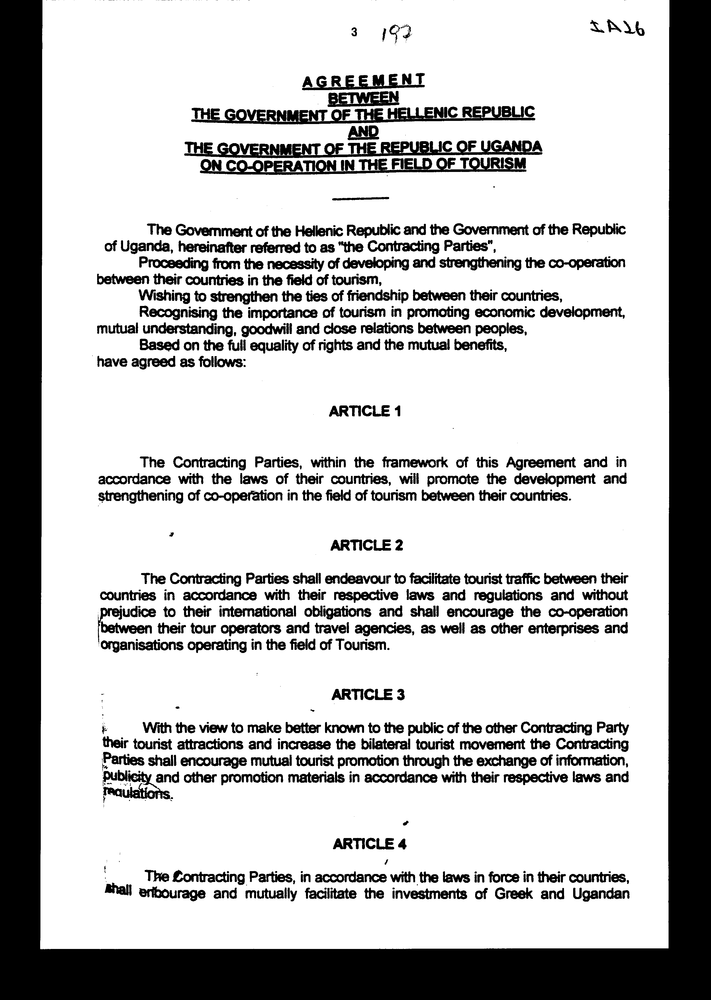 3 197
A G R E E M E N T
BETWEEN
THE GOVERNMENT OF THE HELLENIC REPUBLIC
AND
THE GOVERNMENT OF THE REPUBLIC OF UGANDA
ON CO-OPERATION IN THE FIELD OF TOURISM
The Government of the Hellenic Republic and the Government of the Republic
of Uganda, hereinafter referred to as "the Contracting Parties",
Proceeding from the necessity of developing and strengthening the co-operation
between their countries in the field of tourism,
Wishing to strengthen the ties of friendship between their countries,
Recognising the importance of tourism in promoting economic development,
mutual understanding, goodwill and close relations between peoples,
Based on the full equality of rights and the mutual benefits,
have agreed as follows:
ARTICLE 1
The Contracting Parties, within the framework of this Agreement and in
accordance with the laws of their countries, will promote the development and
strengthening of co-operation in the field of tourism between their countries.
ARTICLE 2
The Contracting Parties shall endeavour to facilitate tourist traffic between their
countries in accordance with their respective laws and regulations and without
prejudice to their international obligations and shall encourage the co-operation
between their tour operators and travel agencies, as well as other enterprises and
organisations operating in the field of Tourism.
ARTICLE 3
With the view to make better known to the public of the other Contracting Party
their tourist attractions and increase the bilateral tourist movement the Contracting
Parties shall encourage mutual tourist promotion through the exchange of information,
publicity and other promotion materials in accordance with their respective laws and
regulations.
ARTICLE 4
The Contracting Parties, in accordance with the laws in force in their countries,
shall encourage and mutually facilitate the investments of Greek and Ugandan